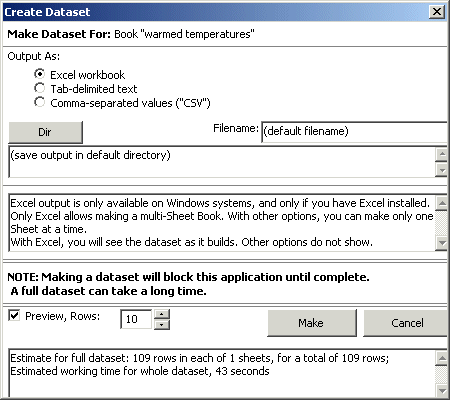 Create Dataset
Make Dataset For: Book "warmed temperatures"
Output As:
Excel workbook
Tab-delimited text
Comma-separated values ("CSV")
Dir
Filename: (default filename)
(save output in default directory)
Excel output is only available on Windows systems, and only if you have Excel installed.
Only Excel allows making a multi-Sheet Book. With other options, you can make only one
Sheet at a time.
With Excel, you will see the dataset as it builds. Other options do not show.
NOTE: Making a dataset will block this application until complete.
A full dataset can take a long time.
Preview, Rows: 10 Make Cancel
Estimate for full dataset: 109 rows in each of 1 sheets, for a total of 109 rows;
Estimated working time for whole dataset, 43 seconds